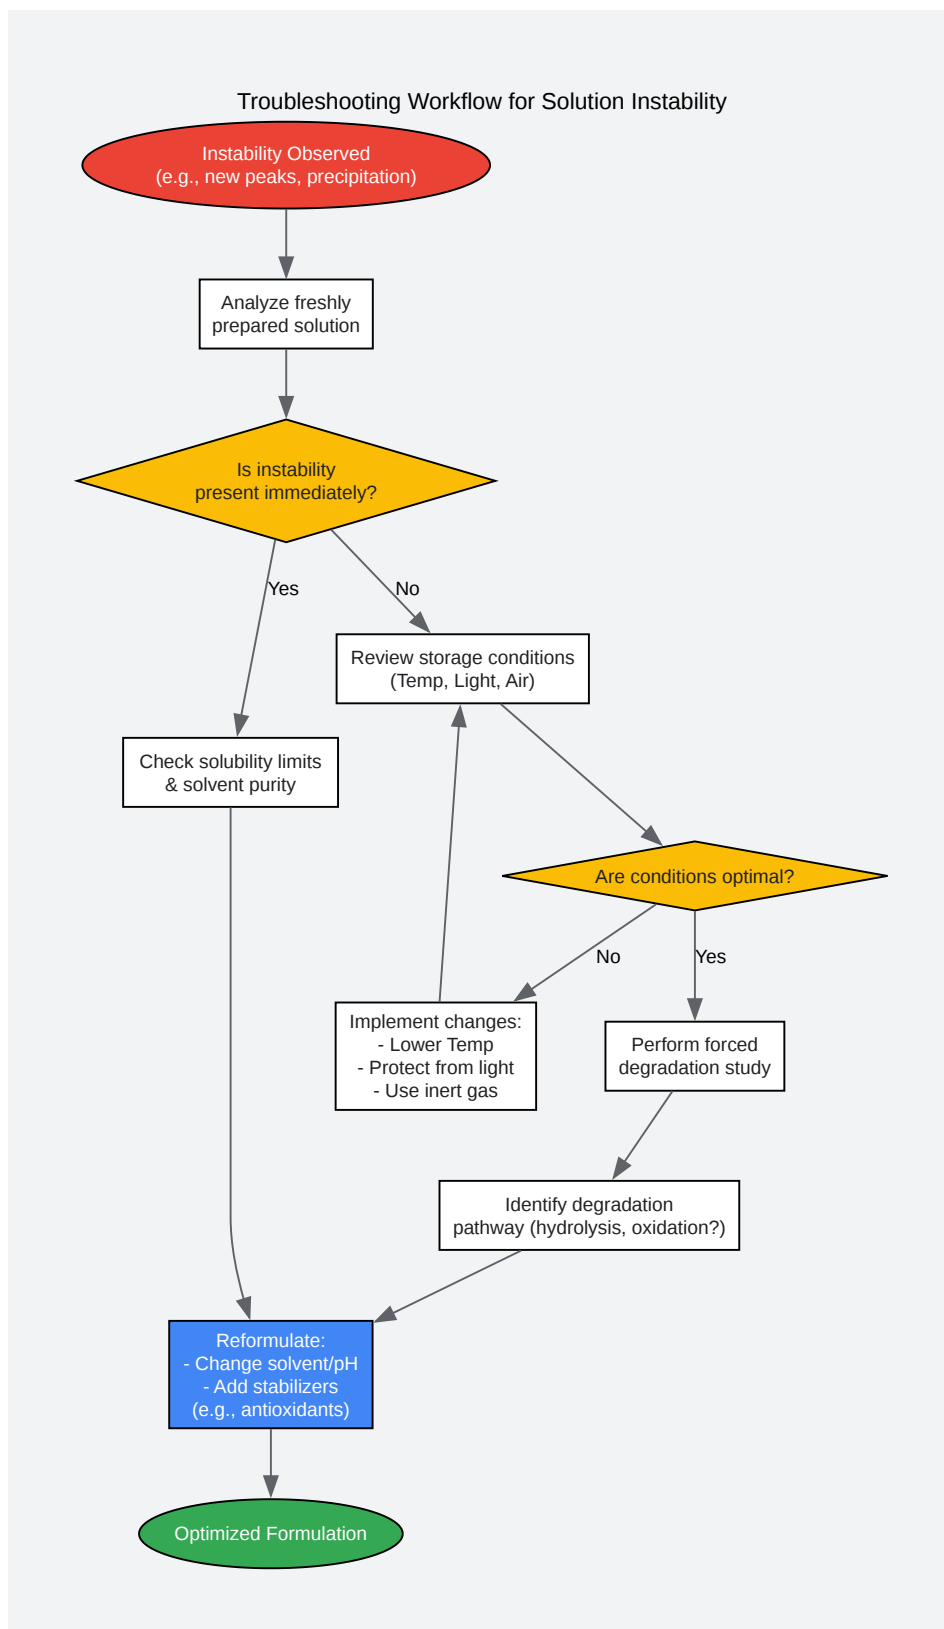 Troubleshooting Workflow for Solution Instability
Instability Observed
(e.g., new peaks, precipitation)
Analyze freshly
prepared solution
Is instability
present immediately?
Yes
No
Review storage conditions
(Temp, Light, Air)
Check solubility limits
& solvent purity
Are conditions optimal?
No
Yes
Implement changes:
- Lower Temp
- Protect from light
- Use inert gas
Perform forced
degradation study
Identify degradation
pathway (hydrolysis, oxidation?)
Reformulate:
- Change solvent/pH
- Add stabilizers
(e.g., antioxidants)
Optimized Formulation